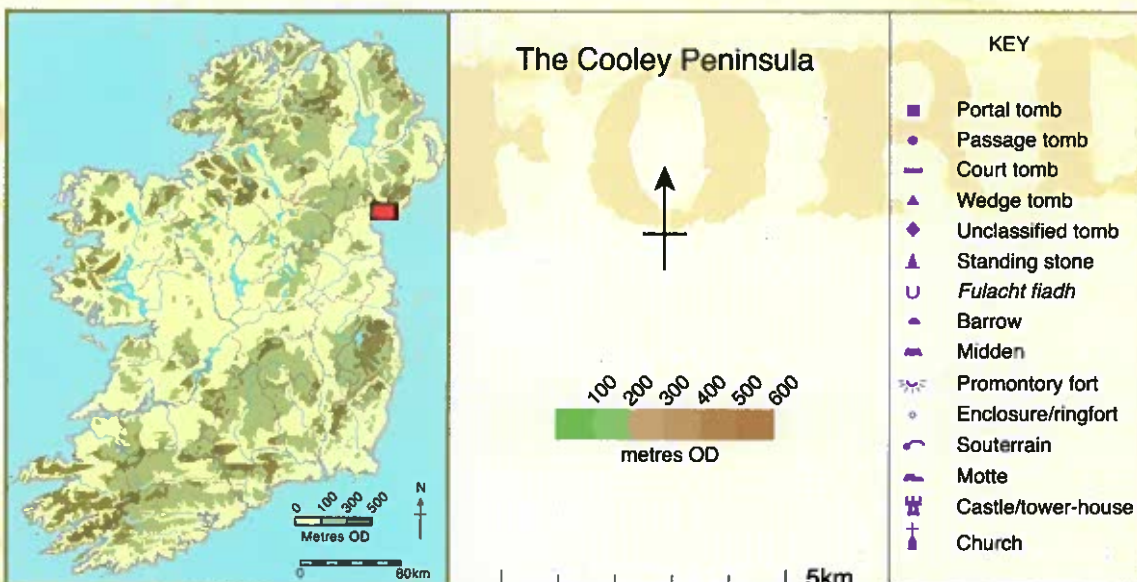 The Cooley Peninsula
FORD
100 200 300 400 500 600
metres OD
5km
0 100 300 500
Metres OD
N
0 80km
KEY
Portal tomb
Passage tomb
Court tomb
Wedge tomb
Unclassified tomb
Standing stone
Fulacht fiadh
Barrow
Midden
Promontory fort
Enclosure/ringfort
Souterrain
Motte
Castle/tower-house
Church